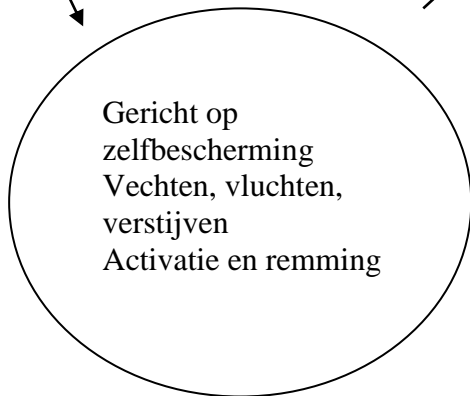 Gericht op
zelfbescherming
Vechten, vluchten,
verstijven
Activatie en remming